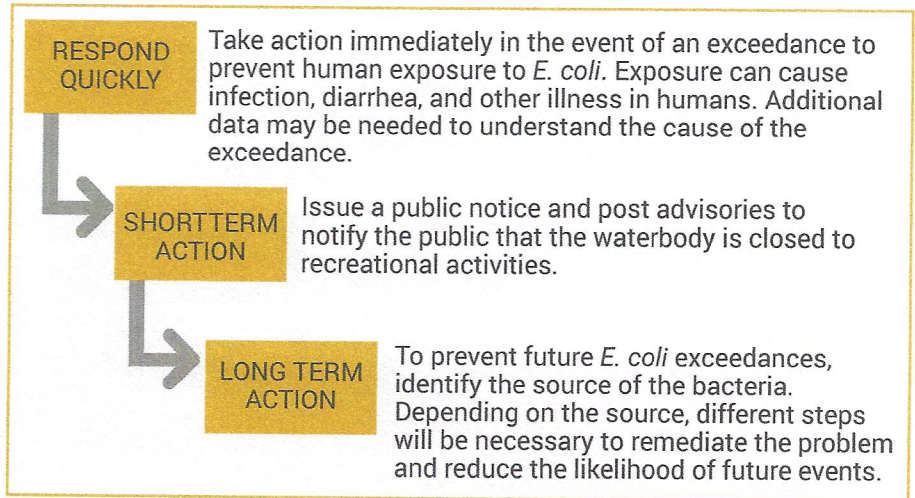 RESPOND
QUICKLY
Take action immediately in the event of an exceedance to
prevent human exposure to E. coli. Exposure can cause
infection, diarrhea, and other illness in humans. Additional
data may be needed to understand the cause of the
exceedance.
SHORTTERM
ACTION
Issue a public notice and post advisories to
notify the public that the waterbody is closed to
recreational activities.
LONG TERM
ACTION
To prevent future E. coli exceedances,
identify the source of the bacteria.
Depending on the source, different steps
will be necessary to remediate the problem
and reduce the likelihood of future events.